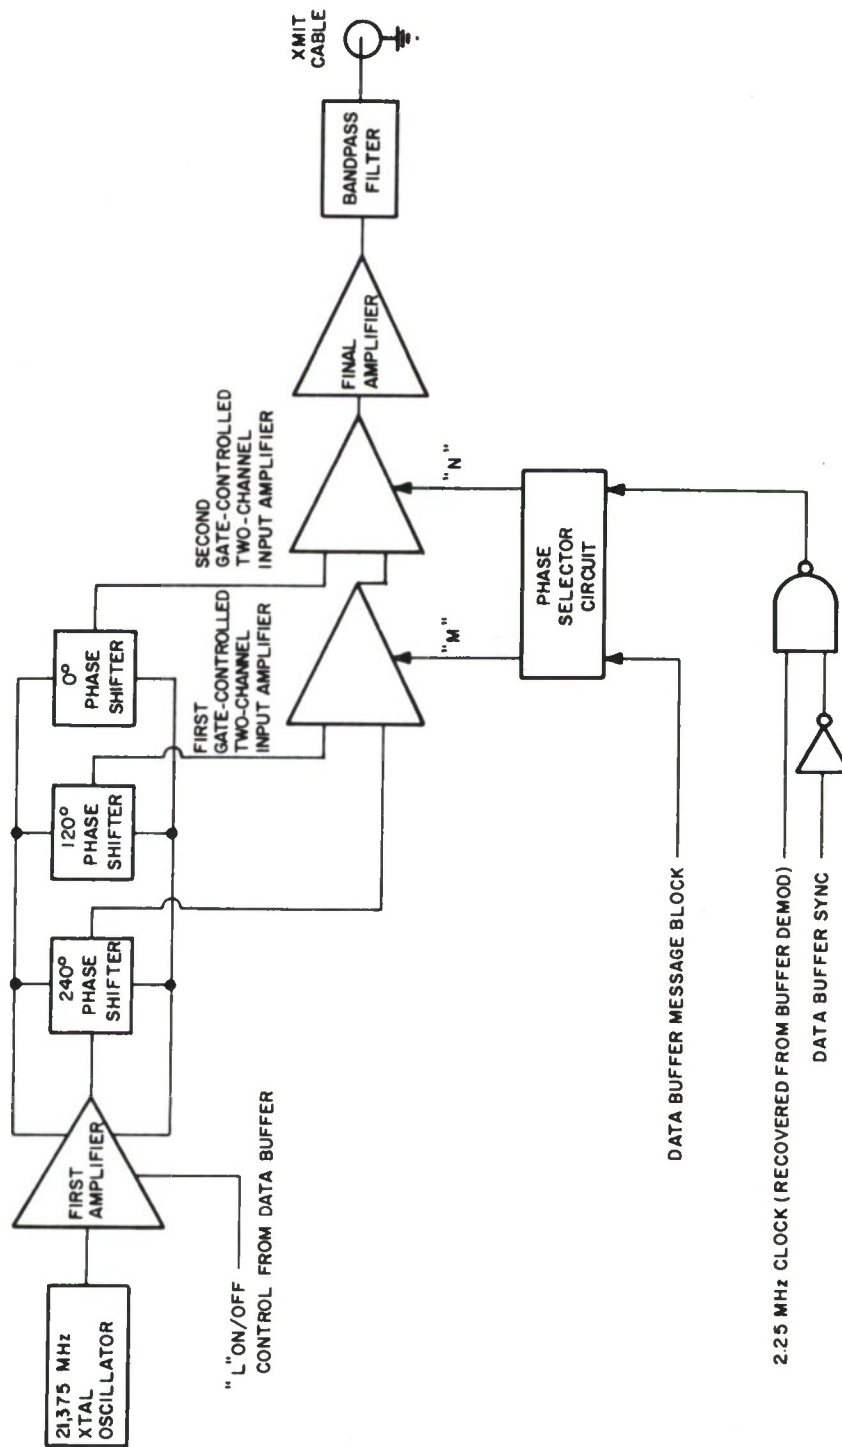 21,375 MHz
XTAL
OSCILLATOR
FIRST
AMPLIFIER
"L" ON/OFF
CONTROL FROM DATA BUFFER
240°
PHASE
SHIFTER
120°
PHASE
SHIFTER
0°
PHASE
SHIFTER
FIRST
GATE-CONTROLLED
TWO-CHANNEL
INPUT AMPLIFIER
SECOND
GATE-CONTROLLED
TWO-CHANNEL
INPUT AMPLIFIER
FINAL
AMPLIFIER
BANDPASS
FILTER
XMIT
CABLE
"M"
"N"
PHASE
SELECTOR
CIRCUIT
DATA BUFFER MESSAGE BLOCK
2.25 MHz CLOCK (RECOVERED FROM BUFFER DEMOD)
DATA BUFFER SYNC